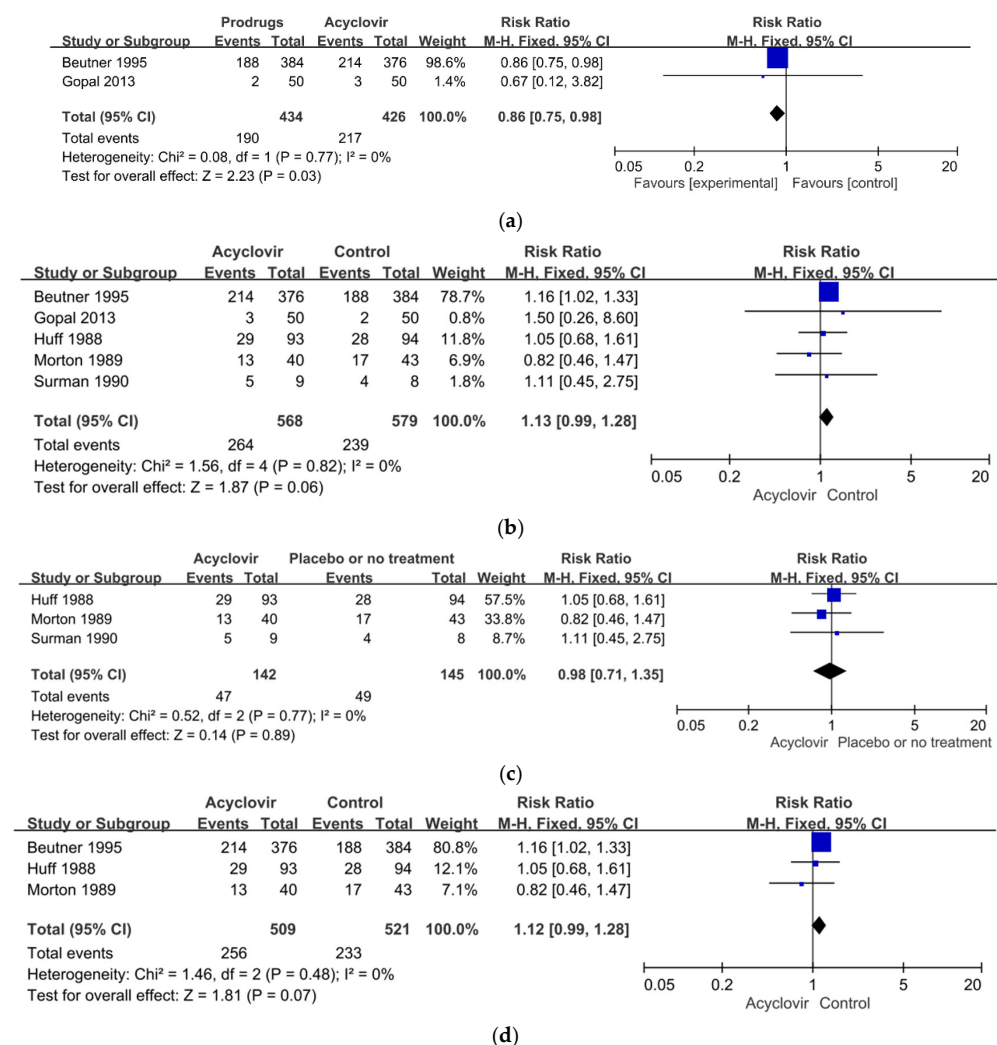 Prodrugs Acyclovir Risk Ratio Risk Ratio
Study or Subgroup Events Total Events Total Weight M-H, Fixed, 95% CI M-H, Fixed, 95% CI
Beutner 1995 188 384 214 376 98.6% 0.86 [0.75, 0.98]
Gopal 2013 2 50 3 50 1.4% 0.67 [0.12, 3.82]
Total (95% CI) 434 426 100.0% 0.86 [0.75, 0.98]
Total events 190 217
Heterogeneity: Chi² = 0.08, df = 1 (P = 0.77); I² = 0%
Test for overall effect: Z = 2.23 (P = 0.03)
0.05 0.2 1 5 20
Favours [experimental] Favours [control]
(a)
Acyclovir Control Risk Ratio Risk Ratio
Study or Subgroup Events Total Events Total Weight M-H, Fixed, 95% CI M-H, Fixed, 95% CI
Beutner 1995 214 376 188 384 78.7% 1.16 [1.02, 1.33]
Gopal 2013 3 50 2 50 0.8% 1.50 [0.26, 8.60]
Huff 1988 29 93 28 94 11.8% 1.05 [0.68, 1.61]
Morton 1989 13 40 17 43 6.9% 0.82 [0.46, 1.47]
Surman 1990 5 9 4 8 1.8% 1.11 [0.45, 2.75]
Total (95% CI) 568 579 100.0% 1.13 [0.99, 1.28]
Total events 264 239
Heterogeneity: Chi² = 1.56, df = 4 (P = 0.82); I² = 0%
Test for overall effect: Z = 1.87 (P = 0.06)
0.05 0.2 1 5 20
Acyclovir Control
(b)
Acyclovir Placebo or no treatment Risk Ratio Risk Ratio
Study or Subgroup Events Total Events Total Weight M-H, Fixed, 95% CI M-H, Fixed, 95% CI
Huff 1988 29 93 28 94 57.5% 1.05 [0.68, 1.61]
Morton 1989 13 40 17 43 33.8% 0.82 [0.46, 1.47]
Surman 1990 5 9 4 8 8.7% 1.11 [0.45, 2.75]
Total (95% CI) 142 145 100.0% 0.98 [0.71, 1.35]
Total events 47 49
Heterogeneity: Chi² = 0.52, df = 2 (P = 0.77); I² = 0%
Test for overall effect: Z = 0.14 (P = 0.89)
0.05 0.2 1 5 20
Acyclovir Placebo or no treatment
(c)
Acyclovir Control Risk Ratio Risk Ratio
Study or Subgroup Events Total Events Total Weight M-H, Fixed, 95% CI M-H, Fixed, 95% CI
Beutner 1995 214 376 188 384 80.8% 1.16 [1.02, 1.33]
Huff 1988 29 93 28 94 12.1% 1.05 [0.68, 1.61]
Morton 1989 13 40 17 43 7.1% 0.82 [0.46, 1.47]
Total (95% CI) 509 521 100.0% 1.12 [0.99, 1.28]
Total events 256 233
Heterogeneity: Chi² = 1.46, df = 2 (P = 0.48); I² = 0%
Test for overall effect: Z = 1.81 (P = 0.07)
0.05 0.2 1 5 20
Acyclovir Control
(d)